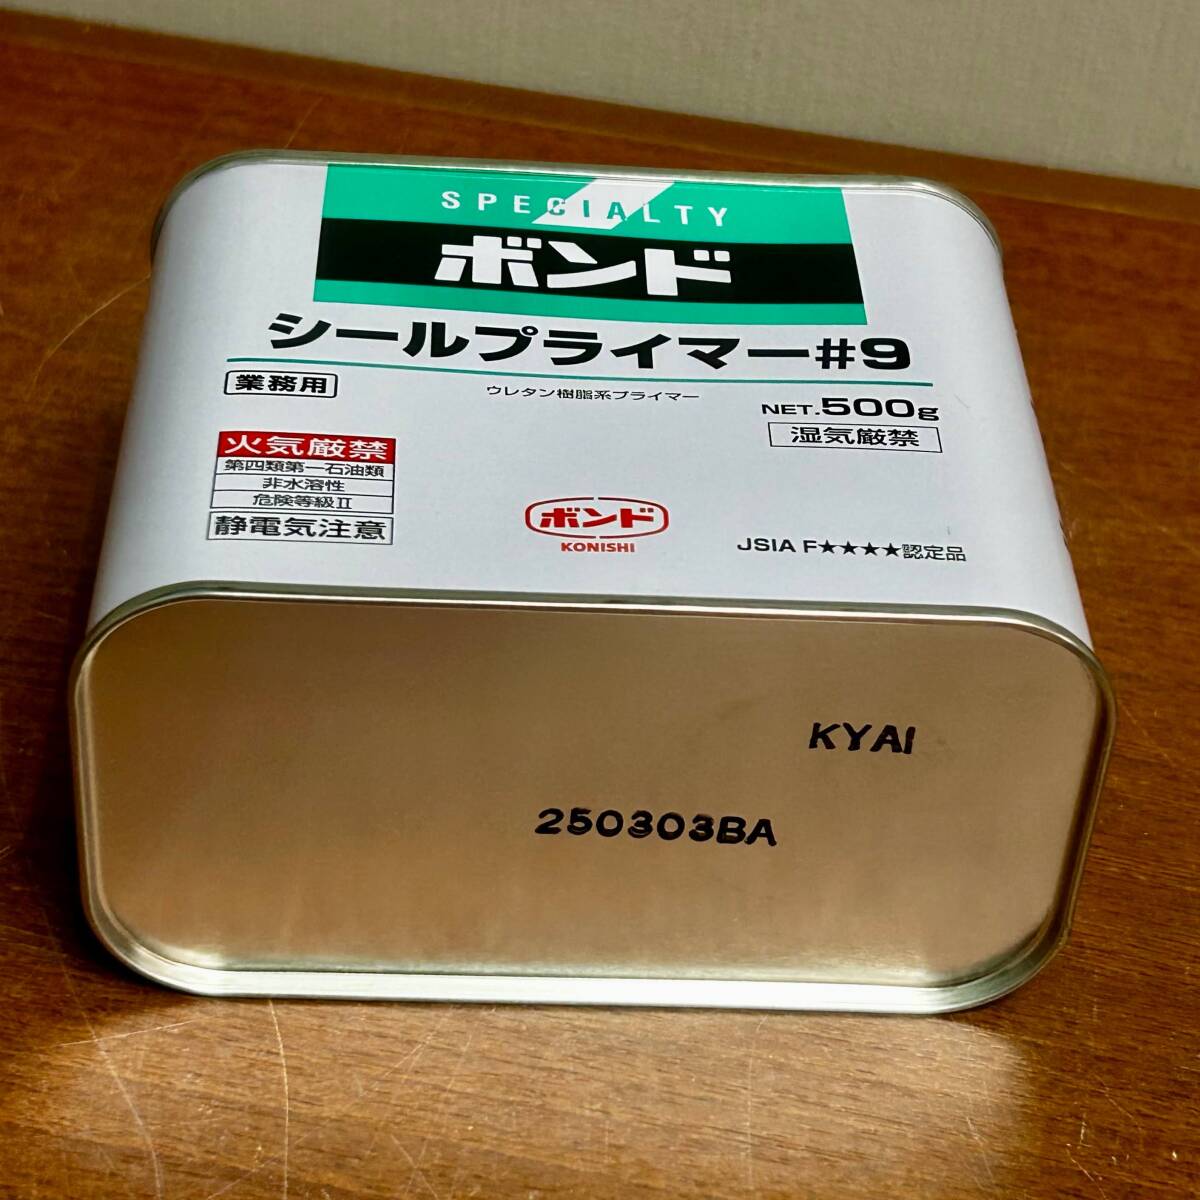 SPECIALTY
ボンド
シールプライマー#9
業務用
ウレタン樹脂系プライマー
NET.500g
湿気厳禁
火気厳禁
第四類第一石油類
非水溶性
危険等級Ⅱ
静電気注意
ボンド
KONISHI
JSIA F★★★★認定品
KYAI
250303BA